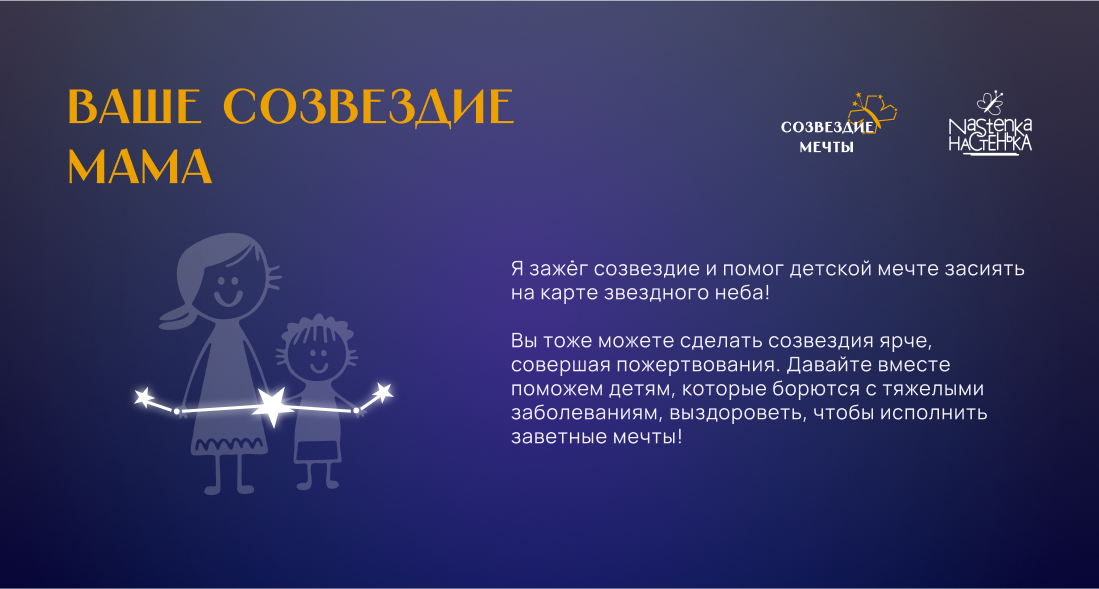 ВАШЕ СОЗВЕЗДИЕ
МАМА
СОЗВЕЗДИЕ
МЕЧТЫ
Nastenka
НАСТЕНЬКА
Я зажёг созвездие и помог детской мечте засиять
на карте звездного неба!
Вы тоже можете сделать созвездия ярче,
совершая пожертвования. Давайте вместе
поможем детям, которые борются с тяжелыми
заболеваниям, выздороветь, чтобы исполнить
заветные мечты!